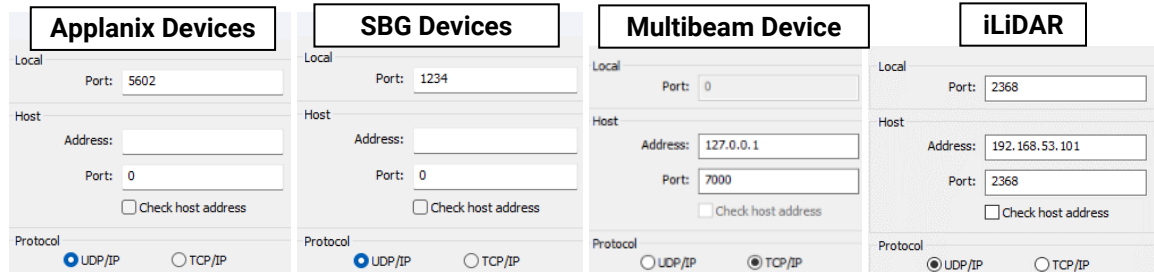 Applanix Devices
Local
Port: 5602
Host
Address:
Port: 0
Check host address
Protocol
UDP/IP TCP/IP
SBG Devices
Local
Port: 1234
Host
Address:
Port: 0
Check host address
Protocol
UDP/IP TCP/IP
Multibeam Device
Local
Port: 0
Host
Address: 127.0.0.1
Port: 7000
Check host address
Protocol
UDP/IP TCP/IP
iLiDAR
Local
Port: 2368
Host
Address: 192.168.53.101
Port: 2368
Check host address
Protocol
UDP/IP TCP/IP